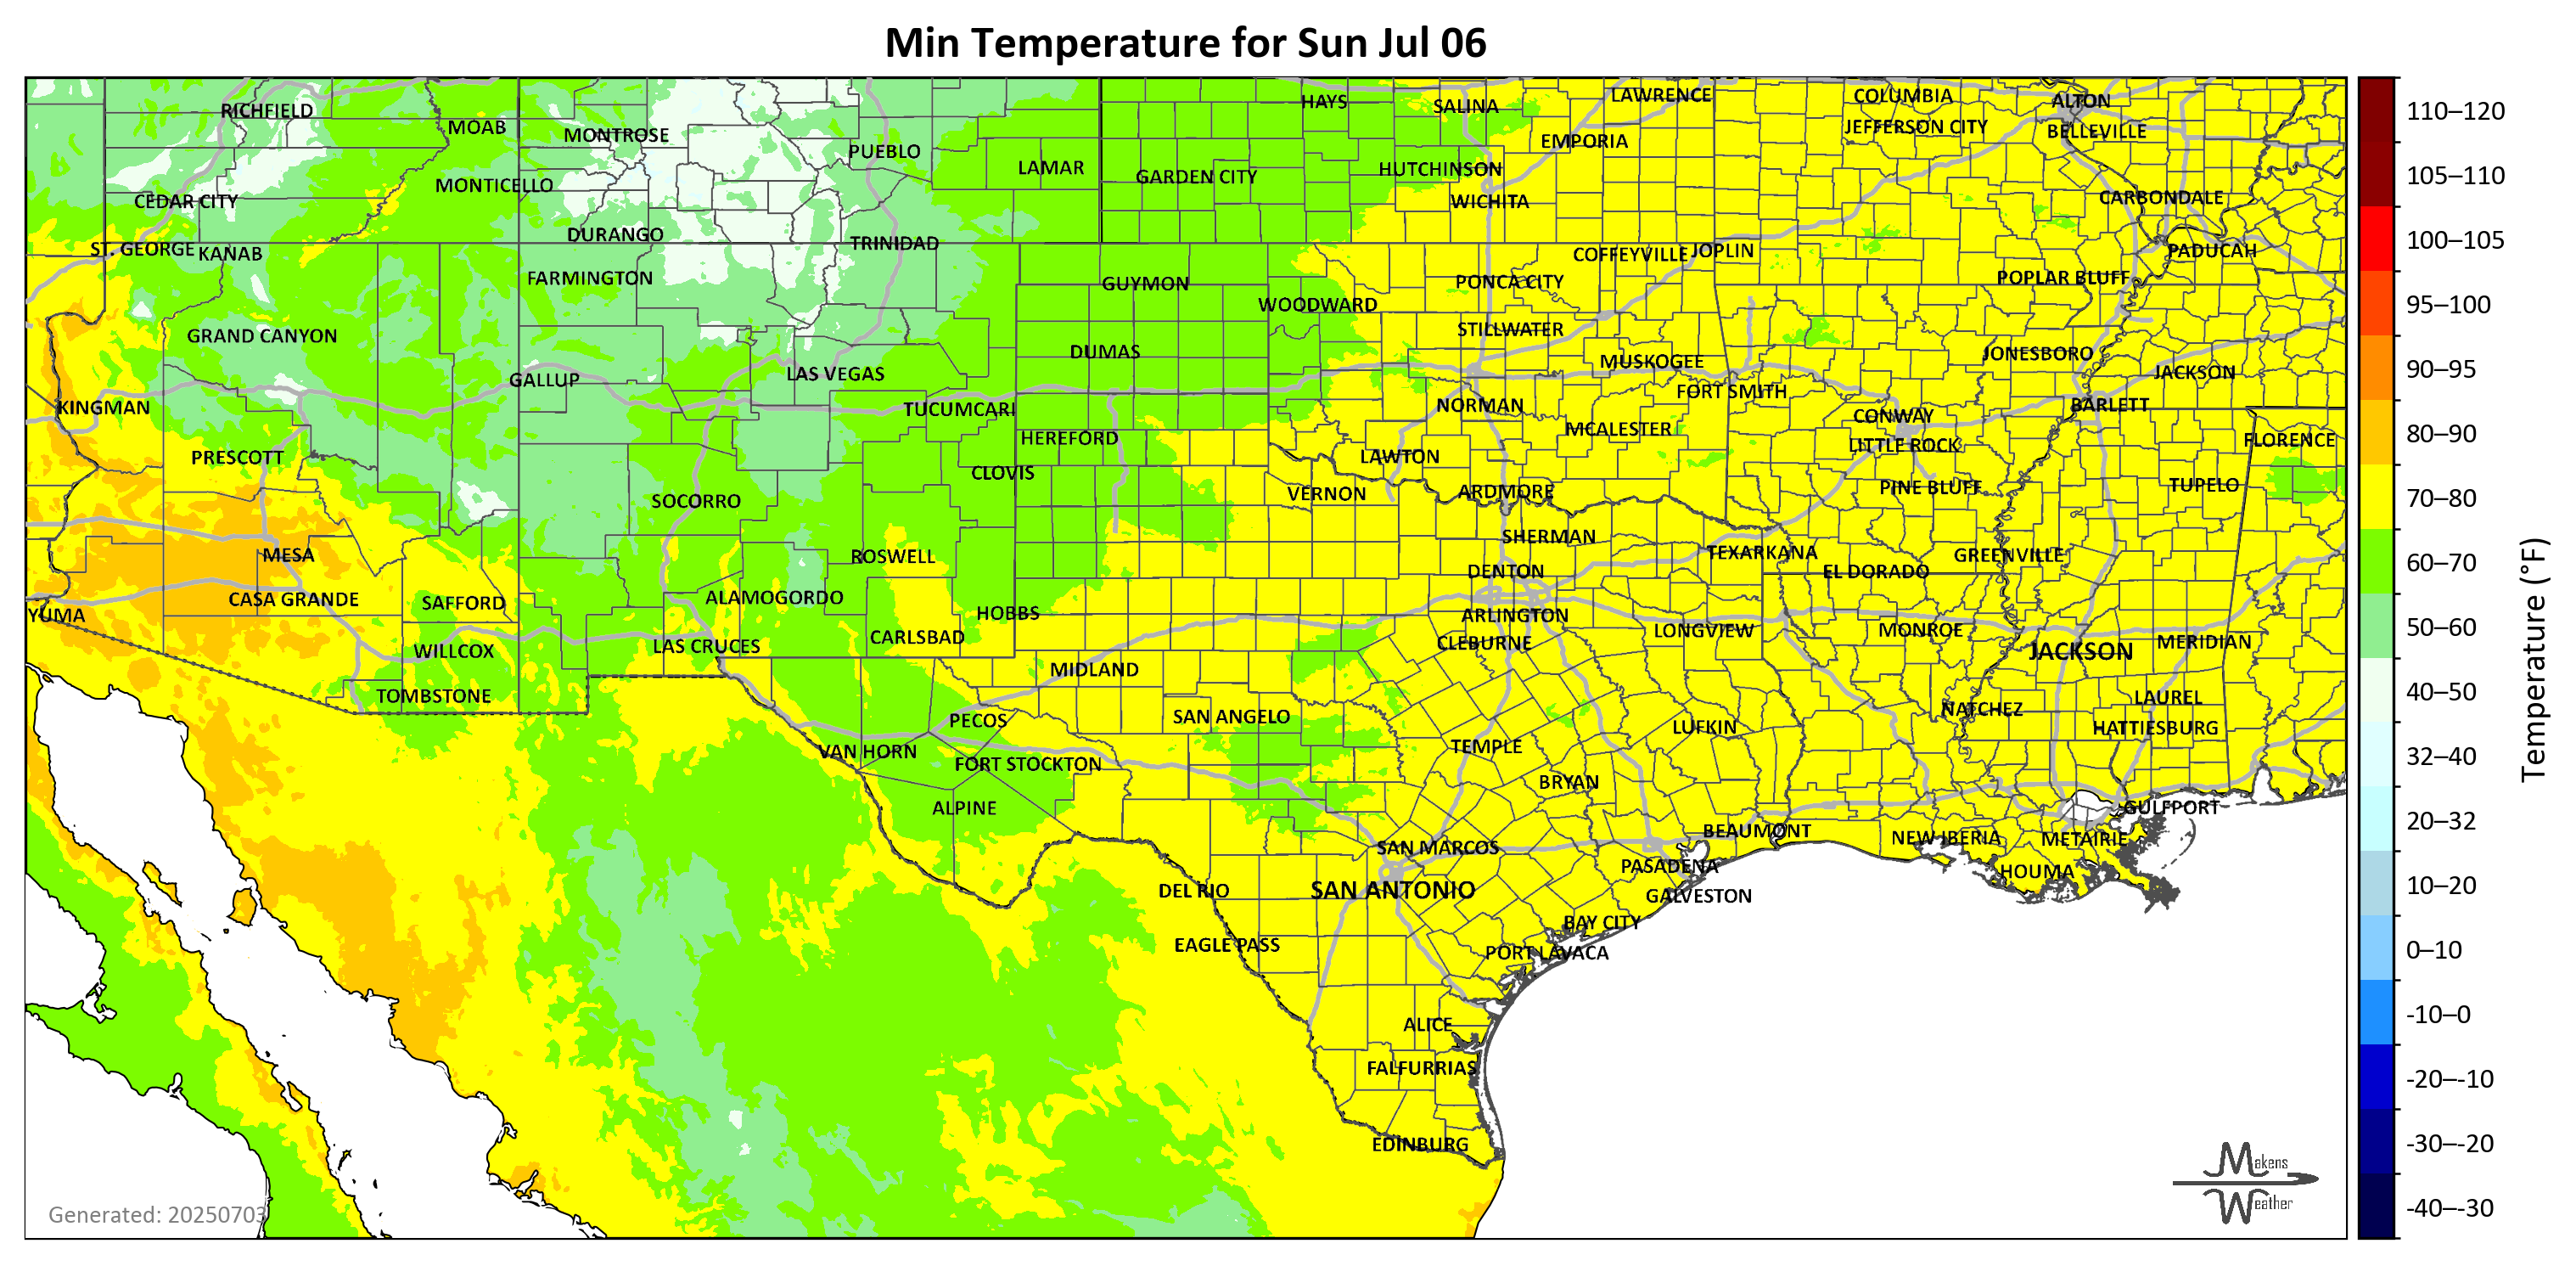 Min Temperature for Sun Jul 06
RICHFIELD
MOAB
MONTROSE
PUEBLO
LAMAR
HAYS
SALINA
LAWRENCE
COLUMBIA
ALTON
EMPORIA
JEFFERSON CITY
BELLEVILLE
MONTICELLO
GARDEN CITY
HUTCHINSON
CEDAR CITY
WICHITA
CARBONDALE
DURANGO
TRINIDAD
ST. GEORGE
KANAB
COFFEYVILLE
JOPLIN
PADUCAH
FARMINGTON
GUYMON
PONCA CITY
POPLAR BLUFF
WOODWARD
GRAND CANYON
STILLWATER
DUMAS
MUSKOGEE
JONESBORO
GALLUP
LAS VEGAS
JACKSON
FORT SMITH
KINGMAN
TUCUMCARI
NORMAN
BARLETT
CONWAY
HEREFORD
MCALESTER
LITTLE ROCK
FLORENCE
PRESCOTT
CLOVIS
LAWTON
SOCORRO
VERNON
ARDMORE
PINE BLUFF
TUPELO
MESA
ROSWELL
SHERMAN
TEXARKANA
GREENVILLE
DENTON
EL DORADO
CASA GRANDE
SAFFORD
ALAMOGORDO
YUMA
HOBBS
ARLINGTON
WILLCOX
LAS CRUCES
CARLSBAD
CLEBURNE
LONGVIEW
MONROE
JACKSON
MERIDIAN
TOMBSTONE
MIDLAND
LAUREL
PECOS
SAN ANGELO
NATCHEZ
VAN HORN
FORT STOCKTON
TEMPLE
LUFKIN
HATTIESBURG
ALPINE
BRYAN
GULFPORT
SAN MARCOS
BEAUMONT
NEW IBERIA
METAIRIE
DEL RIO
SAN ANTONIO
PASADENA
HOUMA
GALVESTON
EAGLE PASS
BAY CITY
PORT LAVACA
ALICE
FALFURRIAS
EDINBURG
Generated: 20250703
Makens
Weather
110–120
105–110
100–105
95–100
90–95
80–90
70–80
60–70
50–60
40–50
32–40
20–32
10–20
0–10
-10–0
-20–-10
-30–-20
-40–-30
Temperature (°F)